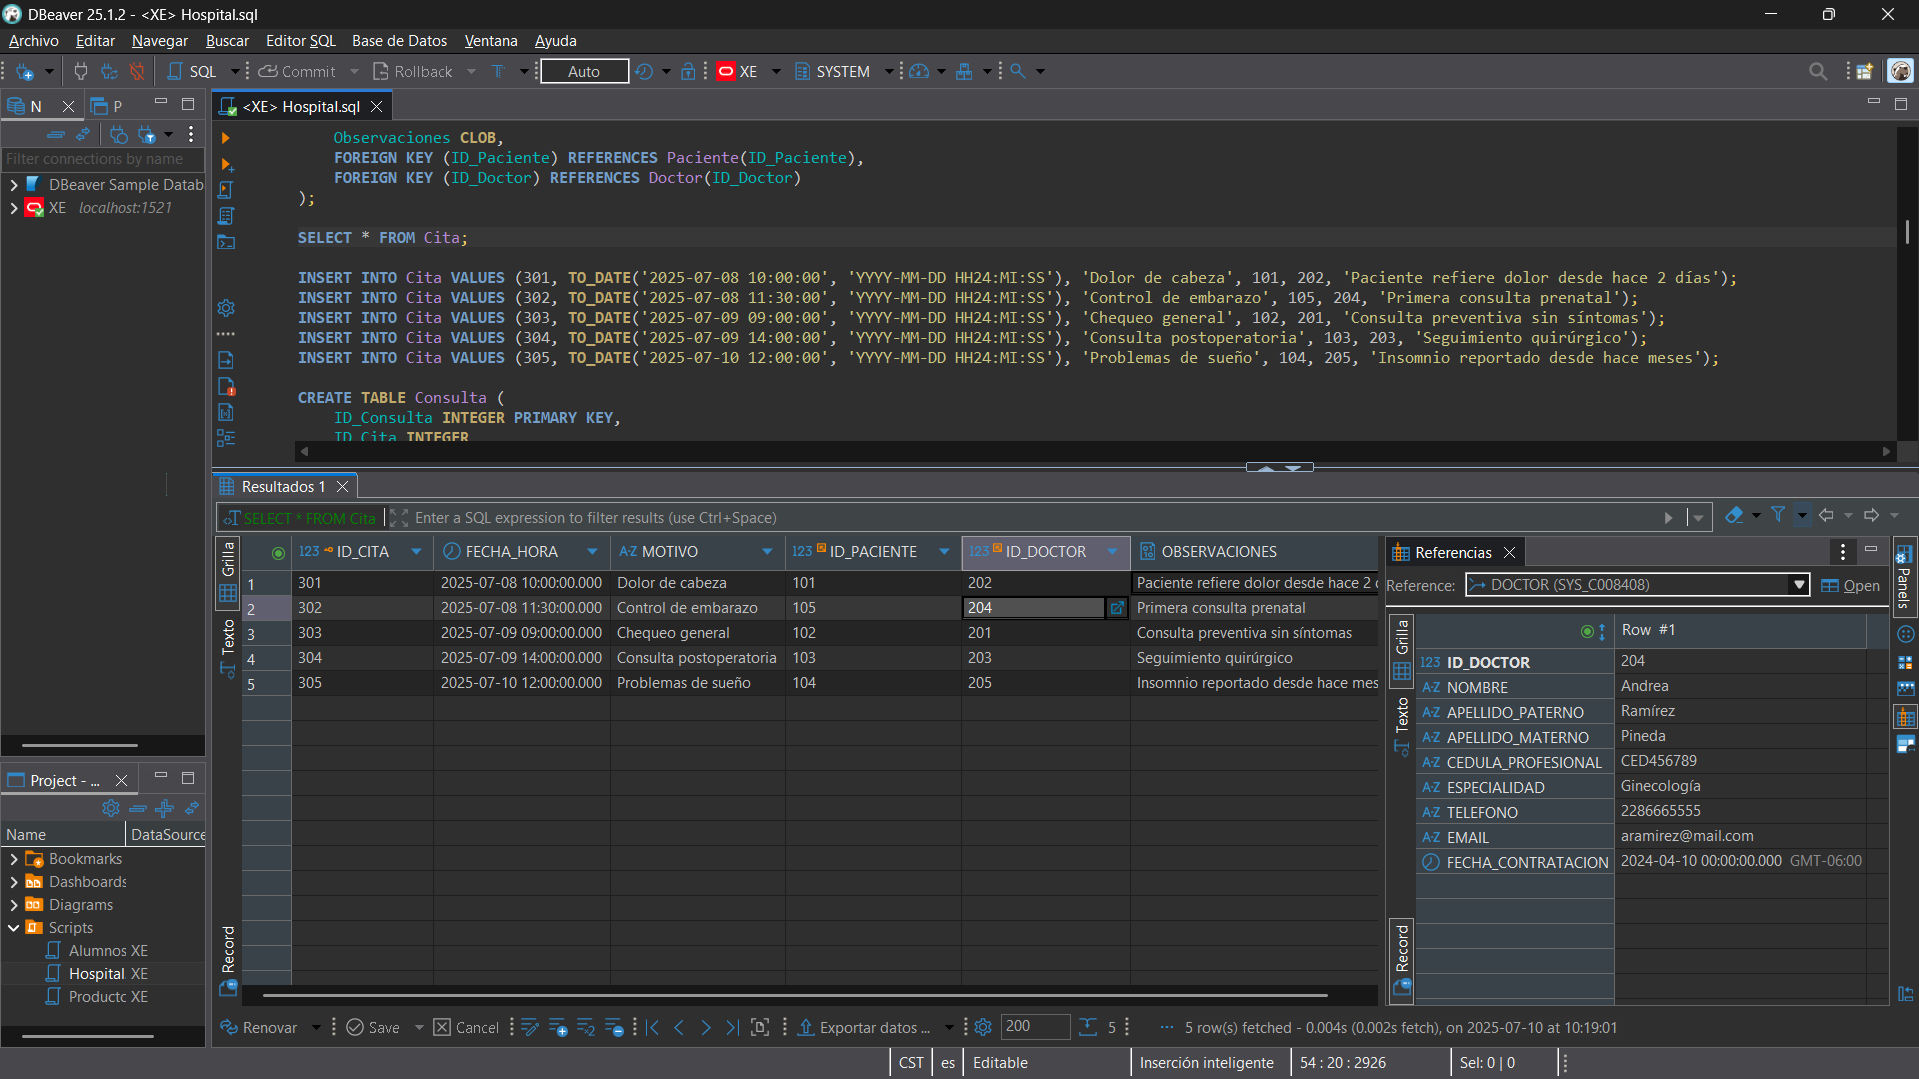 DBeaver 25.1.2 - <XE> Hospital.sql
Archivo Editar Navegar Buscar Editor SQL Base de Datos Ventana Ayuda
SQL Commit Rollback Auto XE SYSTEM
N P
<XE> Hospital.sql
Filter connections by name
DBeaver Sample Datab
XE localhost:1521
Observaciones CLOB,
FOREIGN KEY (ID_Paciente) REFERENCES Paciente(ID_Paciente),
FOREIGN KEY (ID_Doctor) REFERENCES Doctor(ID_Doctor)
);
SELECT * FROM Cita;
INSERT INTO Cita VALUES (301, TO_DATE('2025-07-08 10:00:00', 'YYYY-MM-DD HH24:MI:SS'), 'Dolor de cabeza', 101, 202, 'Paciente refiere dolor desde hace 2 días');
INSERT INTO Cita VALUES (302, TO_DATE('2025-07-08 11:30:00', 'YYYY-MM-DD HH24:MI:SS'), 'Control de embarazo', 105, 204, 'Primera consulta prenatal');
INSERT INTO Cita VALUES (303, TO_DATE('2025-07-09 09:00:00', 'YYYY-MM-DD HH24:MI:SS'), 'Chequeo general', 102, 201, 'Consulta preventiva sin síntomas');
INSERT INTO Cita VALUES (304, TO_DATE('2025-07-09 14:00:00', 'YYYY-MM-DD HH24:MI:SS'), 'Consulta postoperatoria', 103, 203, 'Seguimiento quirúrgico');
INSERT INTO Cita VALUES (305, TO_DATE('2025-07-10 12:00:00', 'YYYY-MM-DD HH24:MI:SS'), 'Problemas de sueño', 104, 205, 'Insomnio reportado desde hace meses');
CREATE TABLE Consulta (
ID_Consulta INTEGER PRIMARY KEY,
ID_Cita INTEGER
Resultados 1
SELECT * FROM Cita Enter a SQL expression to filter results (use Ctrl+Space)
Grilla
Texto
Record
123 ID_CITA FECHA_HORA A-Z MOTIVO 123 ID_PACIENTE 123 ID_DOCTOR OBSERVACIONES
1 301 2025-07-08 10:00:00.000 Dolor de cabeza 101 202 Paciente refiere dolor desde hace 2 d
2 302 2025-07-08 11:30:00.000 Control de embarazo 105 204 Primera consulta prenatal
3 303 2025-07-09 09:00:00.000 Chequeo general 102 201 Consulta preventiva sin síntomas
4 304 2025-07-09 14:00:00.000 Consulta postoperatoria 103 203 Seguimiento quirúrgico
5 305 2025-07-10 12:00:00.000 Problemas de sueño 104 205 Insomnio reportado desde hace mes
Referencias
Reference: DOCTOR (SYS_C008408) Open
Panels
Grilla
Texto
Record
Row #1
123 ID_DOCTOR 204
A-Z NOMBRE Andrea
A-Z APELLIDO_PATERNO Ramírez
A-Z APELLIDO_MATERNO Pineda
A-Z CEDULA_PROFESIONAL CED456789
A-Z ESPECIALIDAD Ginecología
A-Z TELEFONO 2286665555
A-Z EMAIL aramirez@mail.com
FECHA_CONTRATACION 2024-04-10 00:00:00.000 GMT-06:00
Project - ...
Name DataSource
Bookmarks
Dashboards
Diagrams
Scripts
Alumnos XE
Hospital XE
Producto XE
Renovar Save Cancel Exportar datos ... 200 5 ... 5 row(s) fetched - 0.004s (0.002s fetch), on 2025-07-10 at 10:19:01
CST es Editable Inserción inteligente 54 : 20 : 2926 Sel: 0 | 0